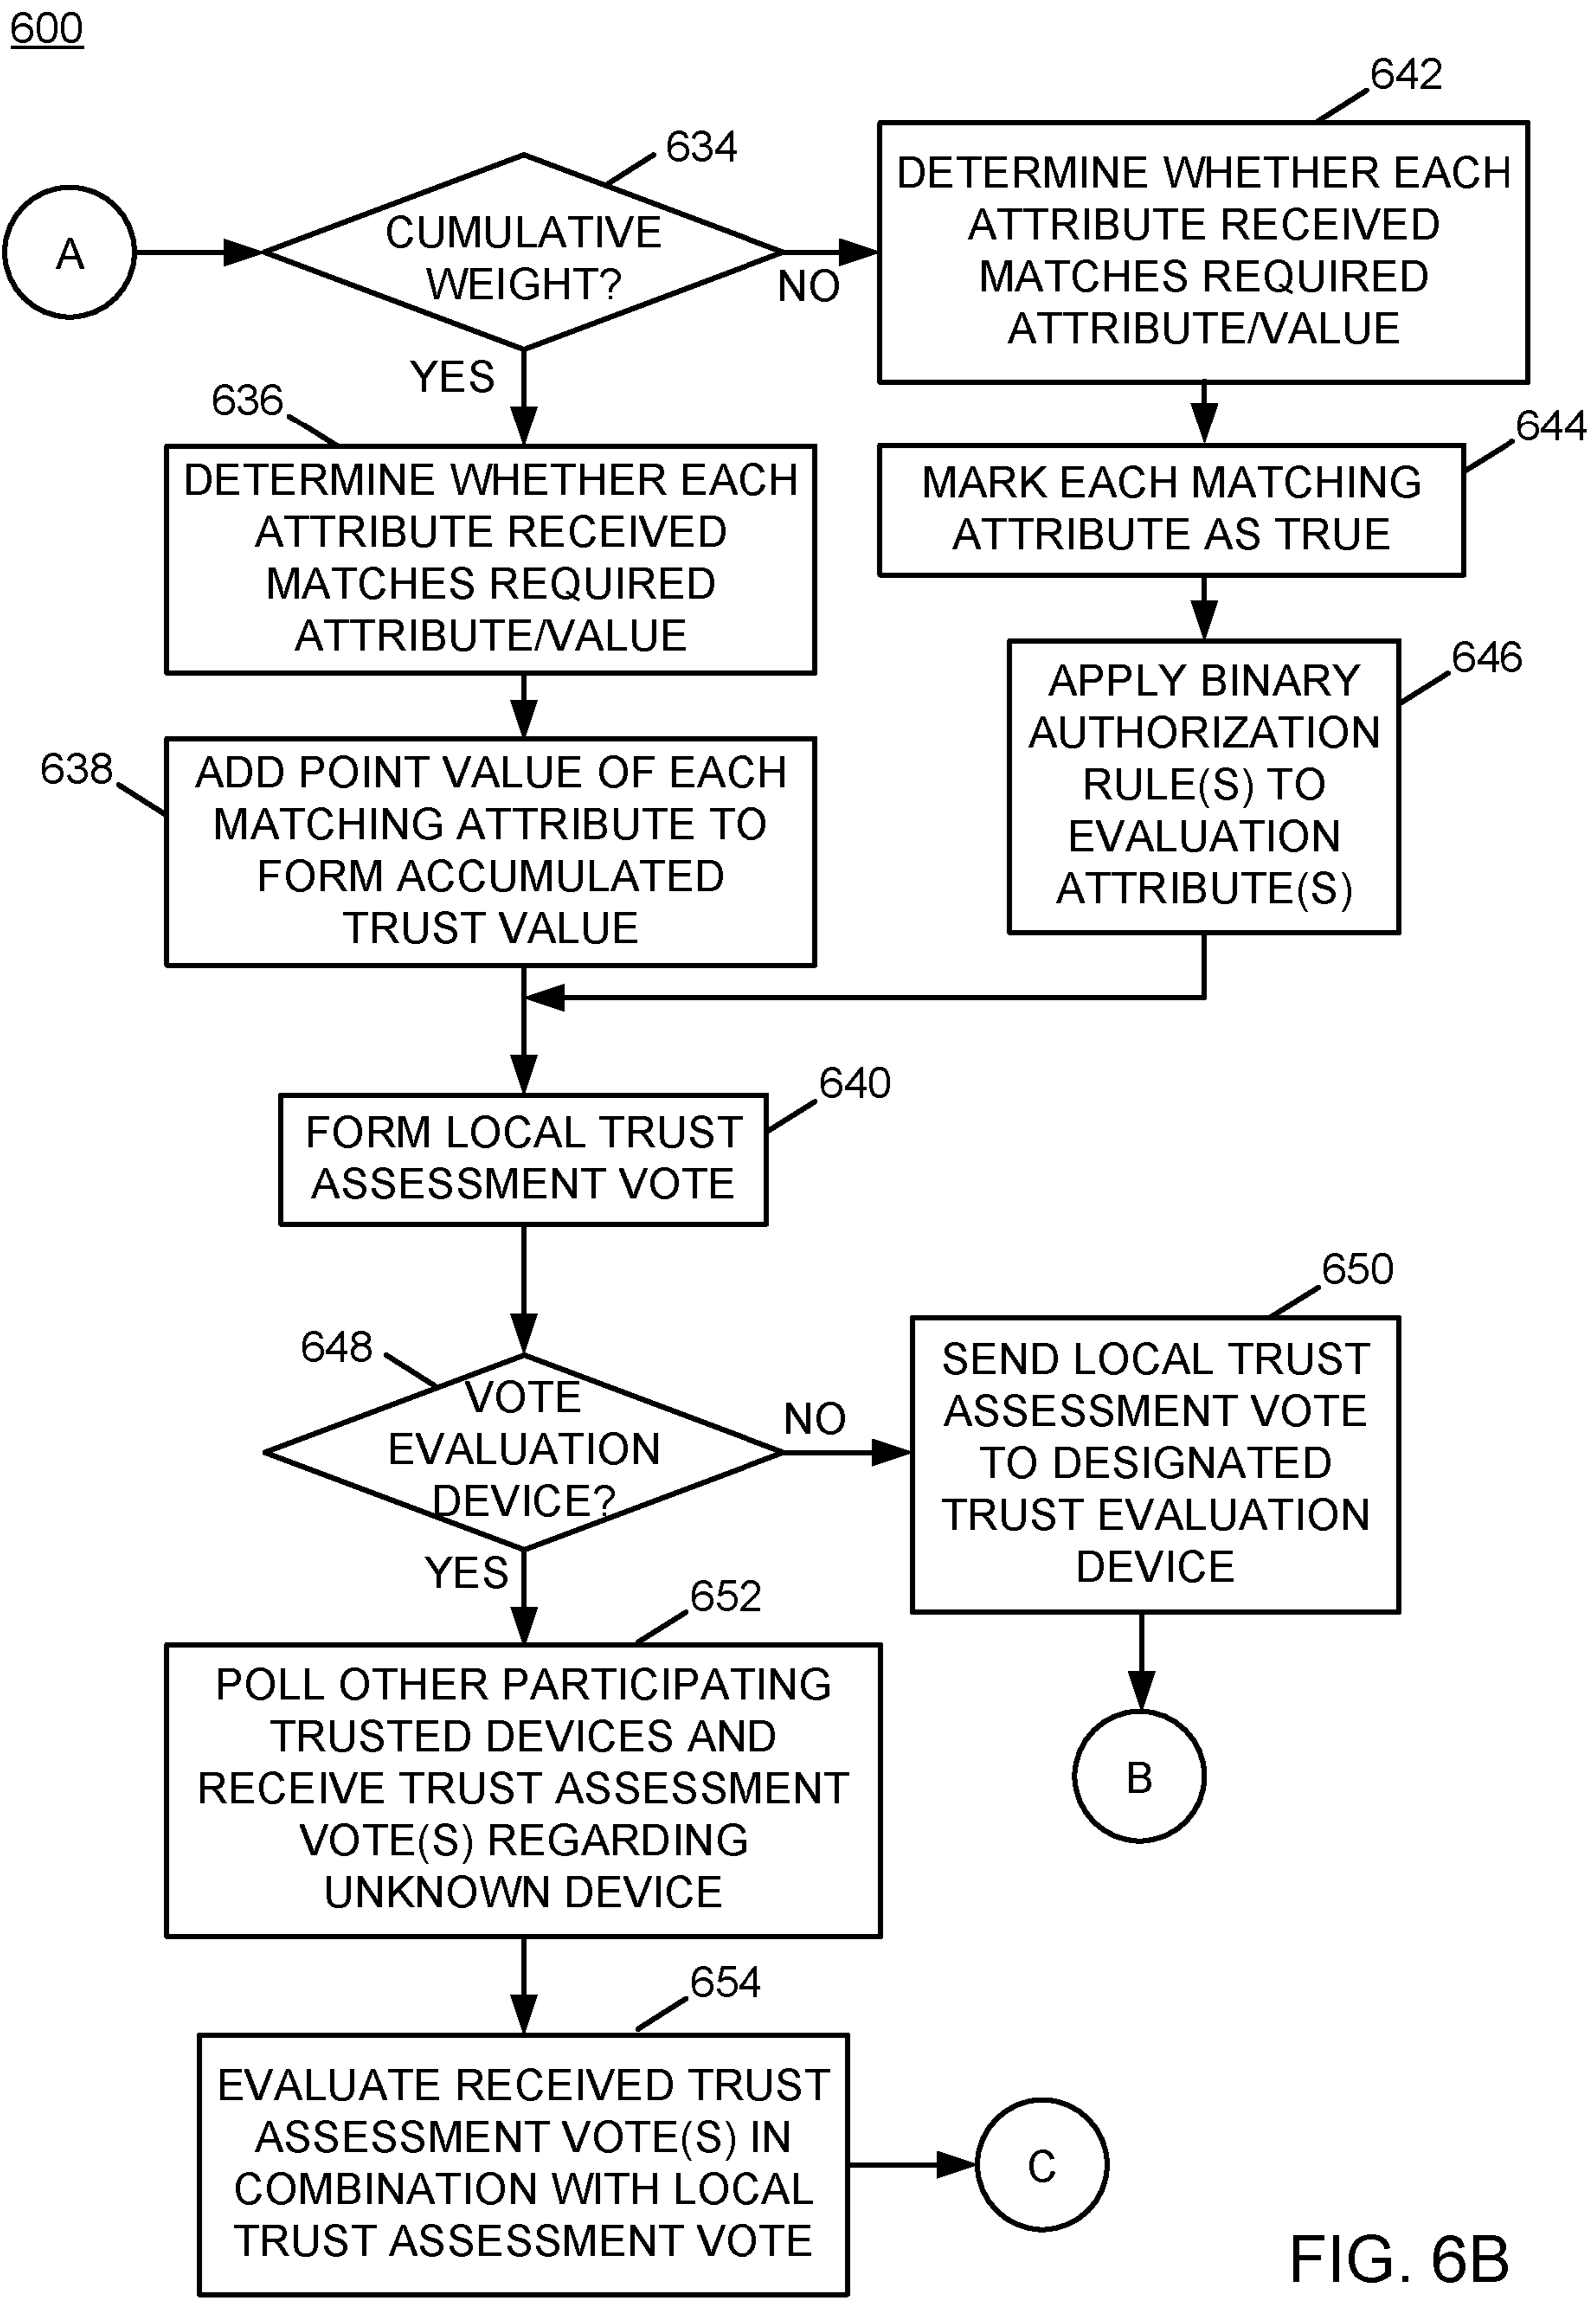 600
A
634
CUMULATIVE
WEIGHT?
NO
YES
642
DETERMINE WHETHER EACH
ATTRIBUTE RECEIVED
MATCHES REQUIRED
ATTRIBUTE/VALUE
636
DETERMINE WHETHER EACH
ATTRIBUTE RECEIVED
MATCHES REQUIRED
ATTRIBUTE/VALUE
644
MARK EACH MATCHING
ATTRIBUTE AS TRUE
646
APPLY BINARY
AUTHORIZATION
RULE(S) TO
EVALUATION
ATTRIBUTE(S)
638
ADD POINT VALUE OF EACH
MATCHING ATTRIBUTE TO
FORM ACCUMULATED
TRUST VALUE
640
FORM LOCAL TRUST
ASSESSMENT VOTE
648
VOTE
EVALUATION
DEVICE?
NO
YES
650
SEND LOCAL TRUST
ASSESSMENT VOTE
TO DESIGNATED
TRUST EVALUATION
DEVICE
B
652
POLL OTHER PARTICIPATING
TRUSTED DEVICES AND
RECEIVE TRUST ASSESSMENT
VOTE(S) REGARDING
UNKNOWN DEVICE
654
EVALUATE RECEIVED TRUST
ASSESSMENT VOTE(S) IN
COMBINATION WITH LOCAL
TRUST ASSESSMENT VOTE
C
FIG. 6B